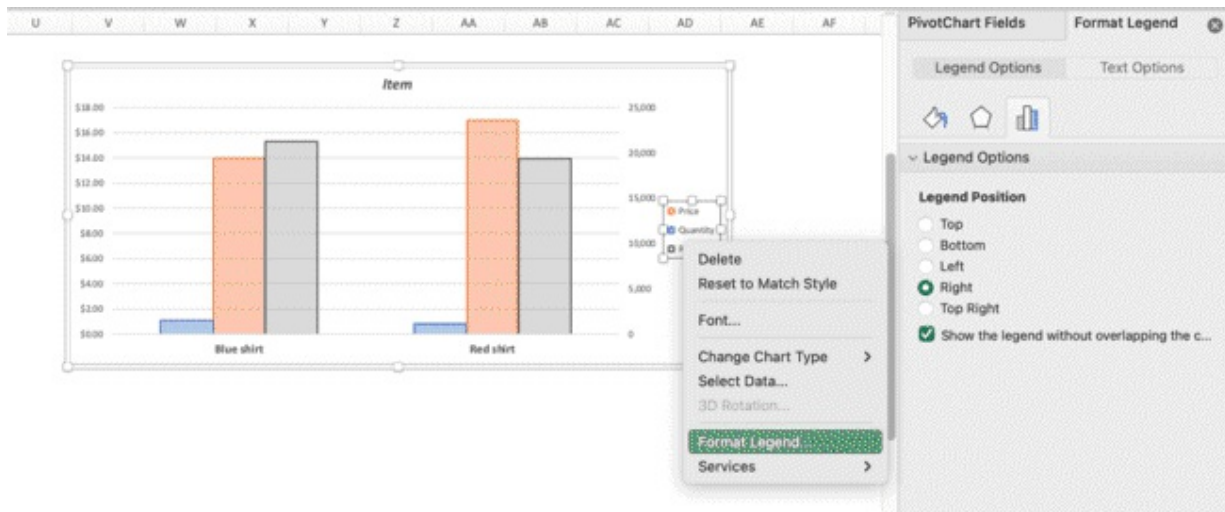 U V W X Y Z AA AB AC AD AE AF
PivotChart Fields Format Legend
Legend Options Text Options
Item
$18.00
$16.00
$14.00
$12.00
$10.00
$8.00
$6.00
$4.00
$2.00
$0.00
25,000
20,000
15,000
10,000
5,000
0
Blue shirt Red shirt
Price
Quantity
Delete
Reset to Match Style
Font...
Change Chart Type
Select Data...
3D Rotation...
Format Legend...
Services
Legend Options
Legend Position
Top
Bottom
Left
Right
Top Right
Show the legend without overlapping the c...